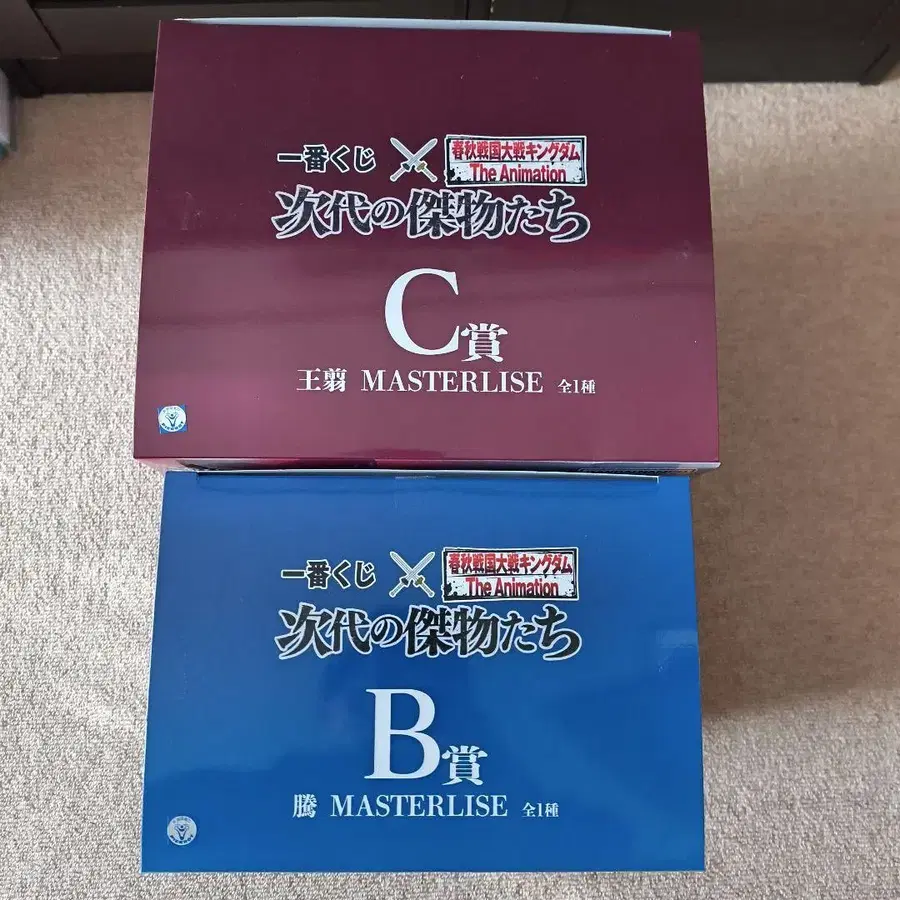 一番くじ
春秋戦国大戦キングダム
The Animation
次代の傑物たち
C賞
王翦 MASTERLISE 全1種
一番くじ
春秋戦国大戦キングダム
The Animation
次代の傑物たち
B賞
騰 MASTERLISE 全1種